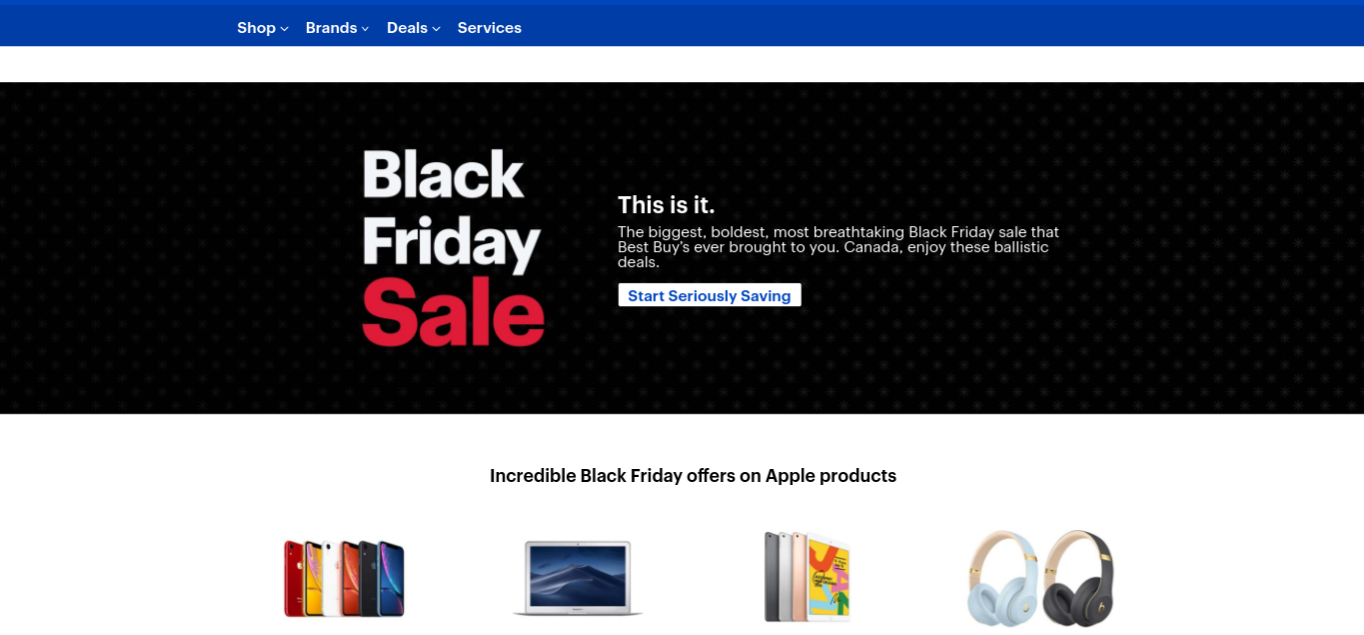 Shop Brands Deals Services
Black
Friday
Sale
This is it.
The biggest, boldest, most breathtaking Black Friday sale that
Best Buy's ever brought to you. Canada, enjoy these ballistic
deals.
Start Seriously Saving
Incredible Black Friday offers on Apple products